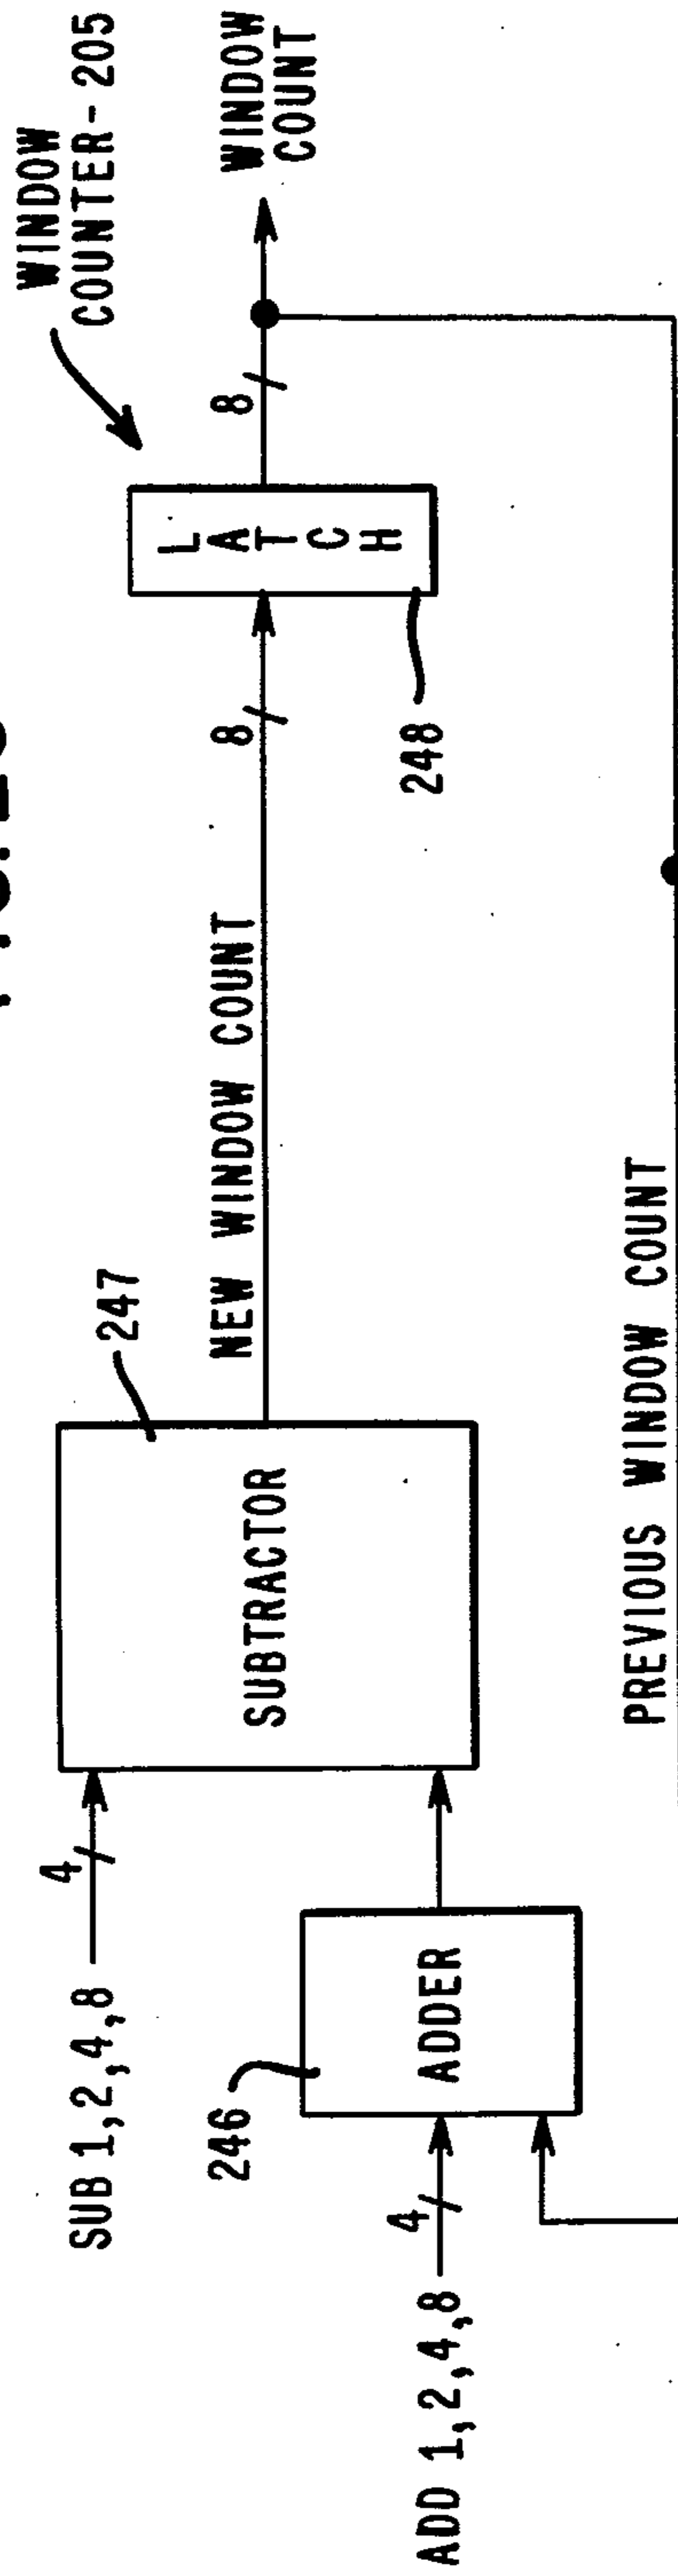 WINDOW
COUNTER-205
SUB 1,2,4,8
4
247
SUBTRACTOR
NEW WINDOW COUNT
8
LATCH
8
WINDOW
COUNT
246
248
ADD 1,2,4,8
4
ADDER
PREVIOUS WINDOW COUNT